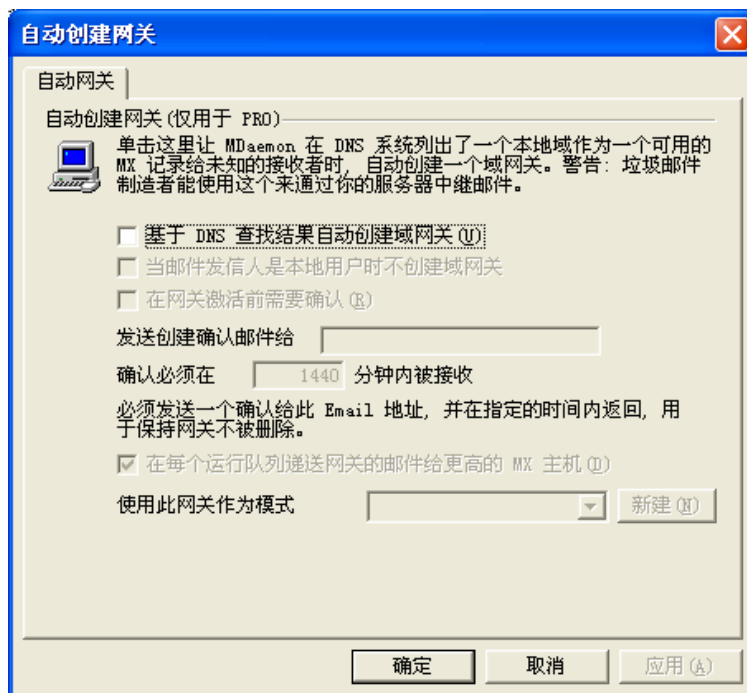 自动创建网关
自动网关
自动创建网关(仅用于 PRO)
单击这里让 MDaemon 在 DNS 系统列出了一个本地域作为一个可用的
MX 记录给未知的接收者时，自动创建一个域网关。警告：垃圾邮件
制造者能使用这个来通过你的服务器中继邮件。
基于 DNS 查找结果自动创建域网关(U)
当邮件发信人是本地用户时不创建域网关
在网关激活前需要确认(R)
发送创建确认邮件给
确认必须在 1440 分钟内被接收
必须发送一个确认给此 Email 地址，并在指定的时间内返回，用
于保持网关不被删除。
在每个运行队列递送网关的邮件给更高的 MX 主机(D)
使用此网关作为模式 新建(N)
确定 取消 应用(A)